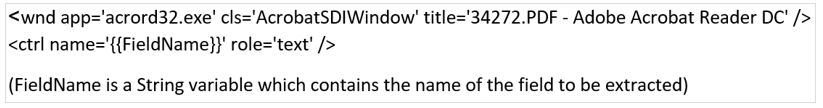 <wnd app='acrord32.exe' cls='AcrobatSDIWindow' title='34272.PDF - Adobe Acrobat Reader DC' />
<ctrl name='{{FieldName}}' role='text' />
(FieldName is a String variable which contains the name of the field to be extracted)